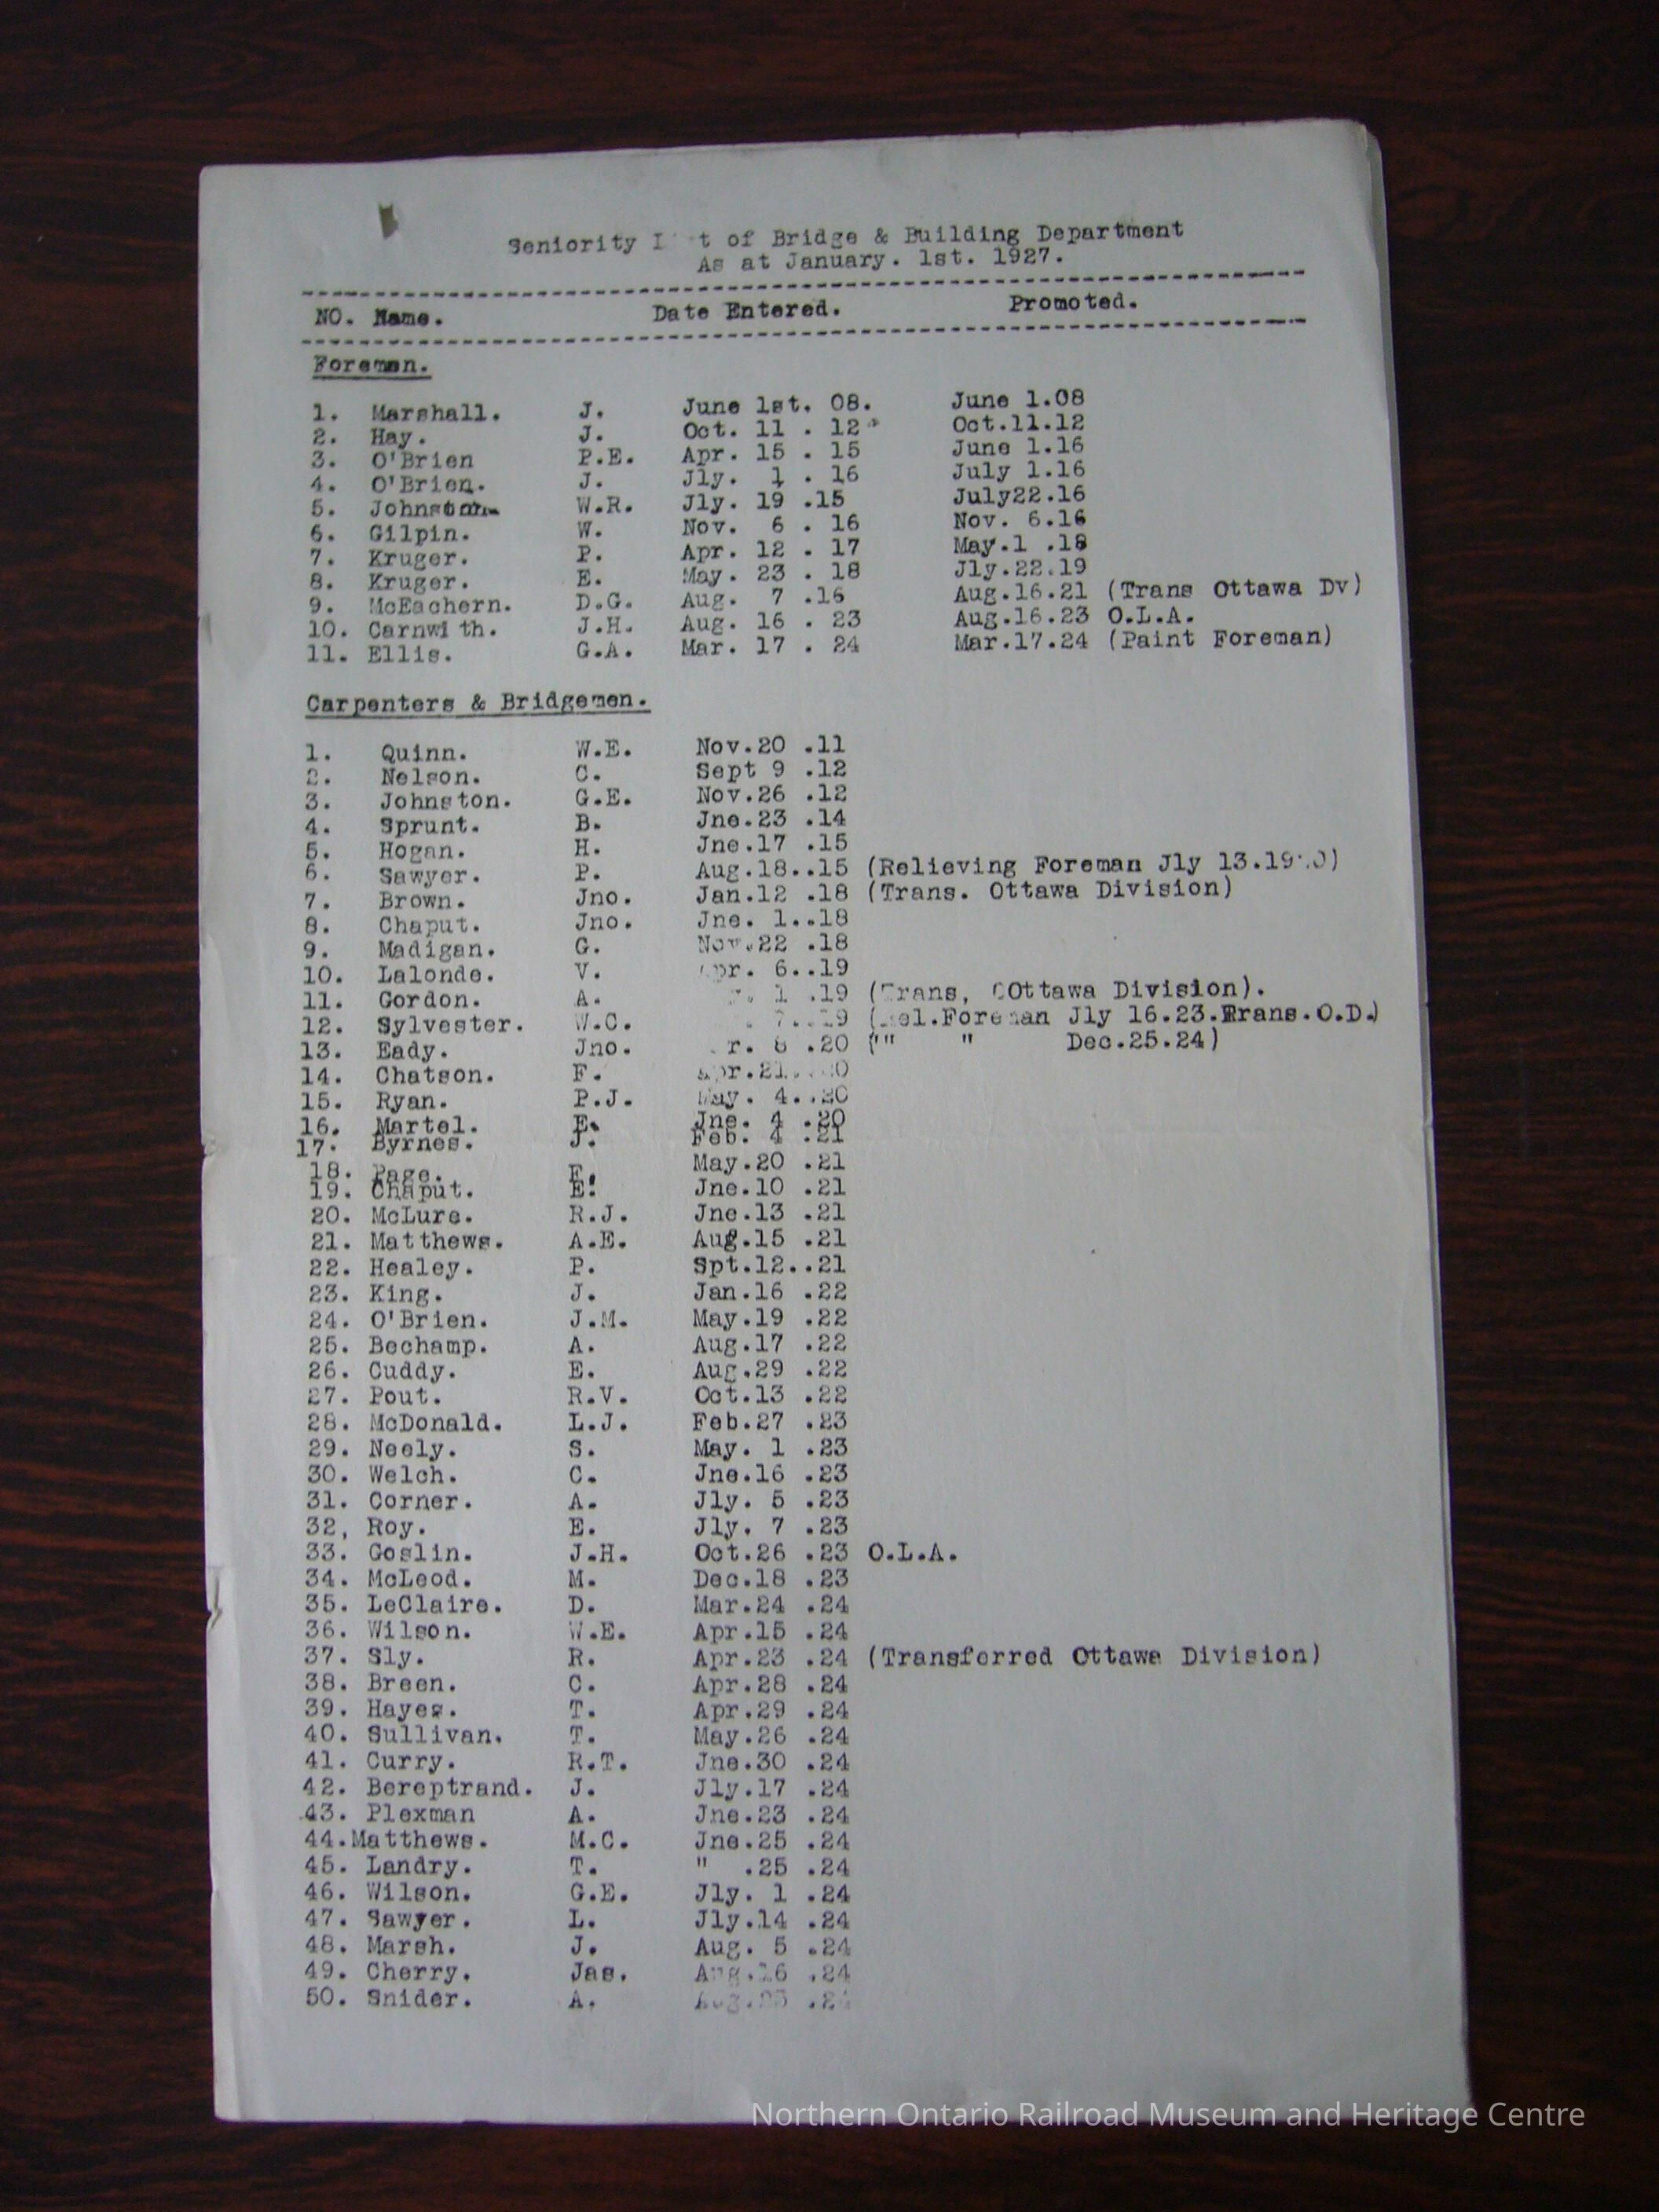 Seniority of Bridge & Building Department
As at January. 1st. 1927.
NO. Name. Date Entered. Promoted.
Foremen.
1. Marshall. J. June 1st. 08. June 1.08
2. Hay. J. Oct. 11 . 12 Oct.11.12
3. O'Brien P.E. Apr. 15 . 15 June 1.16
4. O'Brien. J. Jly. 1 . 16 July 1.16
5. Johnston. W.R. Jly. 19 .15 July22.16
6. Gilpin. W. Nov. 6 . 16 Nov. 6.16
7. Kruger. P. Apr. 12 . 17 May.1 .18
8. Kruger. E. May. 23 . 18 Jly.22.19
9. McEachern. D.G. Aug. 7 .16 Aug.16.21 (Trans Ottawa Dv)
10. Carnwith. J.H. Aug. 16 . 23 Aug.16.23 O.L.A.
11. Ellis. G.A. Mar. 17 . 24 Mar.17.24 (Paint Foreman)
Carpenters & Bridgemen.
1. Quinn. W.E. Nov.20 .11
2. Nelson. C. Sept 9 .12
3. Johnston. G.E. Nov.26 .12
4. Sprunt. B. Jne.23 .14
5. Hogan. H. Jne.17 .15
6. Sawyer. P. Aug.18..15 (Relieving Foreman Jly
7. Brown. Jno. Jan.12 .18 (Trans. Ottawa Division)
8. Chaput. Jno. Jne. 1..18
9. Madigan. G. Nov.22 .18
10. Lalonde. V. Apr. 6..19
11. Gordon. A. 1 .19 (Trans, Ottawa Division).
12. Sylvester. W.C. 7..19 (Rel.Foreman Jly 16.23.Trans.O.D.)
13. Eady. Jno. 8 .20 (" " Dec.25.24)
14. Chatson. F. Apr.21..20
15. Ryan. P.J. May. 4..20
16. Martel. E. Jne. 4 .20
17. Byrnes. J. Feb. 4 .21
18. Page. E. May.20 .21
19. Chaput. E. Jne.10 .21
20. McLure. R.J. Jne.13 .21
21. Matthews. A.E. Aug.15 .21
22. Healey. P. Spt.12..21
23. King. J. Jan.16 .22
24. O'Brien. J.M. May.19 .22
25. Bechamp. A. Aug.17 .22
26. Cuddy. E. Aug.29 .22
27. Pout. R.V. Oct.13 .22
28. McDonald. L.J. Feb.27 .23
29. Neely. S. May. 1 .23
30. Welch. C. Jne.16 .23
31. Corner. A. Jly. 5 .23
32, Roy. E. Jly. 7 .23
33. Goslin. J.H. Oct.26 .23 O.L.A.
34. McLeod. M. Dec.18 .23
35. LeClaire. D. Mar.24 .24
36. Wilson. W.E. Apr.15 .24
37. Sly. R. Apr.23 .24 (Transferred Ottawa Division)
38. Breen. C. Apr.28 .24
39. Hayes. T. Apr.29 .24
40. Sullivan. T. May.26 .24
41. Curry. R.T. Jne.30 .24
42. Bereptrand. J. Jly.17 .24
43. Plexman A. Jne.23 .24
44.Matthews. M.C. Jne.25 .24
45. Landry. T. " .25 .24
46. Wilson. G.E. Jly. 1 .24
47. Sawyer. L. Jly.14 .24
48. Marsh. J. Aug. 5 .24
49. Cherry. Jas. Aug.16 .24
50. Snider. A.
Northern Ontario Railroad Museum and Heritage Centre